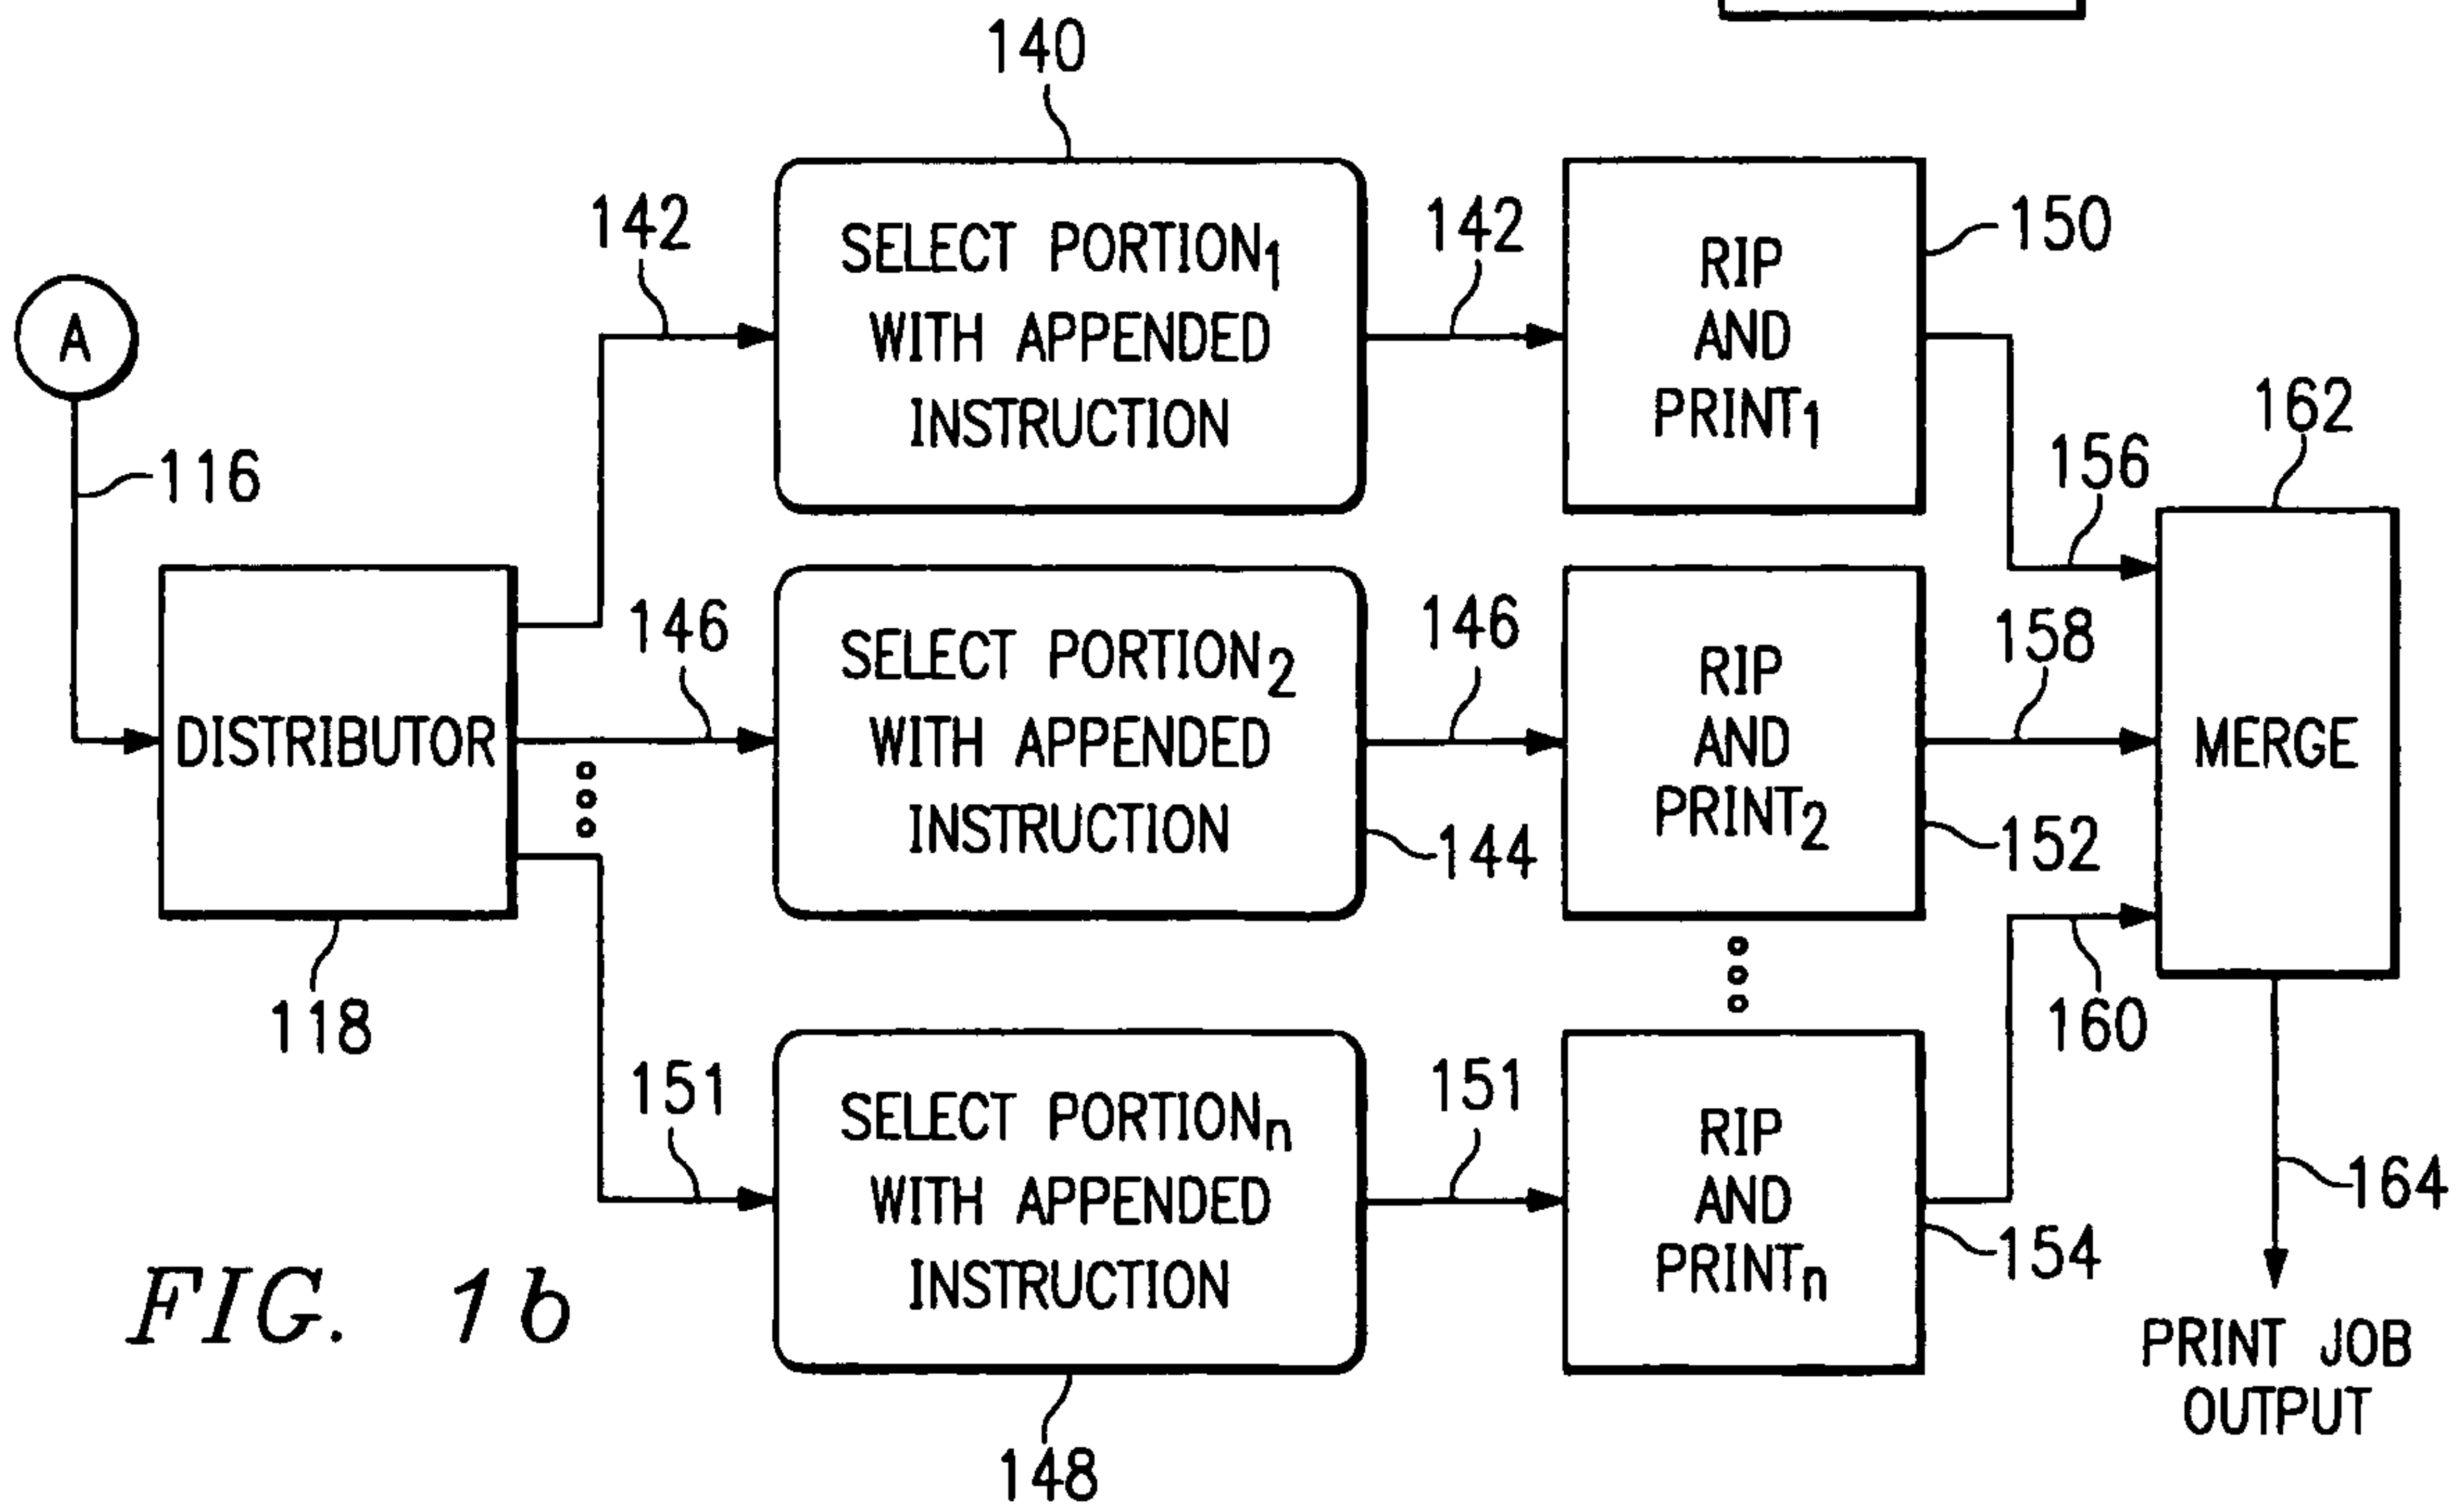 140
142
SELECT PORTION₁
WITH APPENDED
INSTRUCTION
142
RIP
AND
PRINT₁
150
A
116
162
156
DISTRIBUTOR
118
146
SELECT PORTION₂
WITH APPENDED
INSTRUCTION
144
146
RIP
AND
PRINT₂
152
158
MERGE
160
151
SELECT PORTIONₙ
WITH APPENDED
INSTRUCTION
148
151
RIP
AND
PRINTₙ
154
164
PRINT JOB
OUTPUT
FIG. 1b